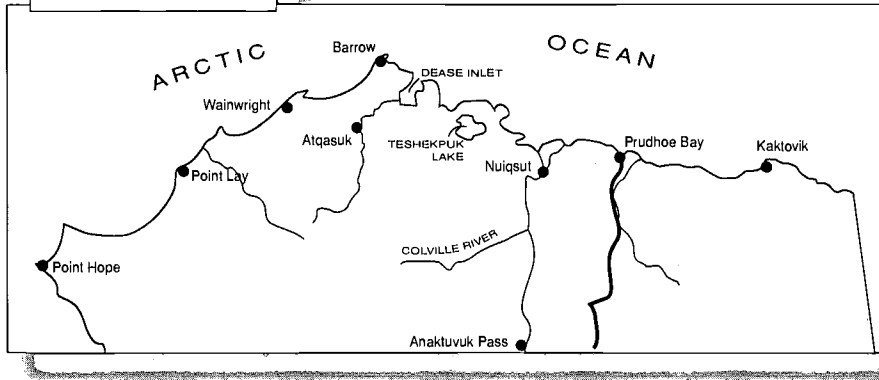 ARCTIC
OCEAN
Barrow
DEASE INLET
Wainwright
Atqasuk
TESHEKPUK
LAKE
Prudhoe Bay
Kaktovik
Nuiqsut
Point Lay
COLVILLE RIVER
Point Hope
Anaktuvuk Pass